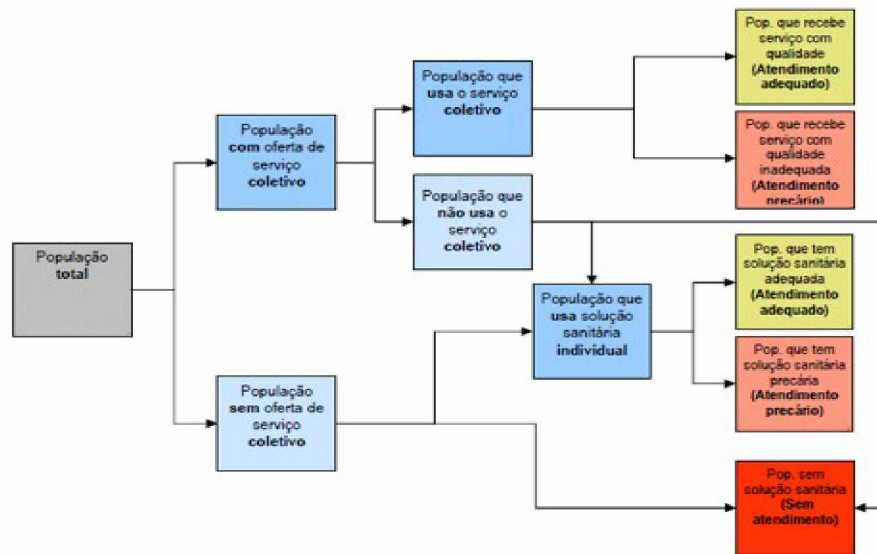 População
total
População
com oferta de
serviço
coletivo
População
sem oferta de
serviço
coletivo
População que
usa o serviço
coletivo
População que
não usa o
serviço
coletivo
População que
usa solução
sanitária
individual
Pop. que recebe
serviço com
qualidade
(Atendimento
adequado)
Pop. que recebe
serviço com
qualidade
inadequada
(Atendimento
precário)
Pop. que tem
solução sanitária
adequada
(Atendimento
adequado)
Pop. que tem
solução sanitária
precária
(Atendimento
precário)
Pop. sem
solução sanitária
(Sem
atendimento)